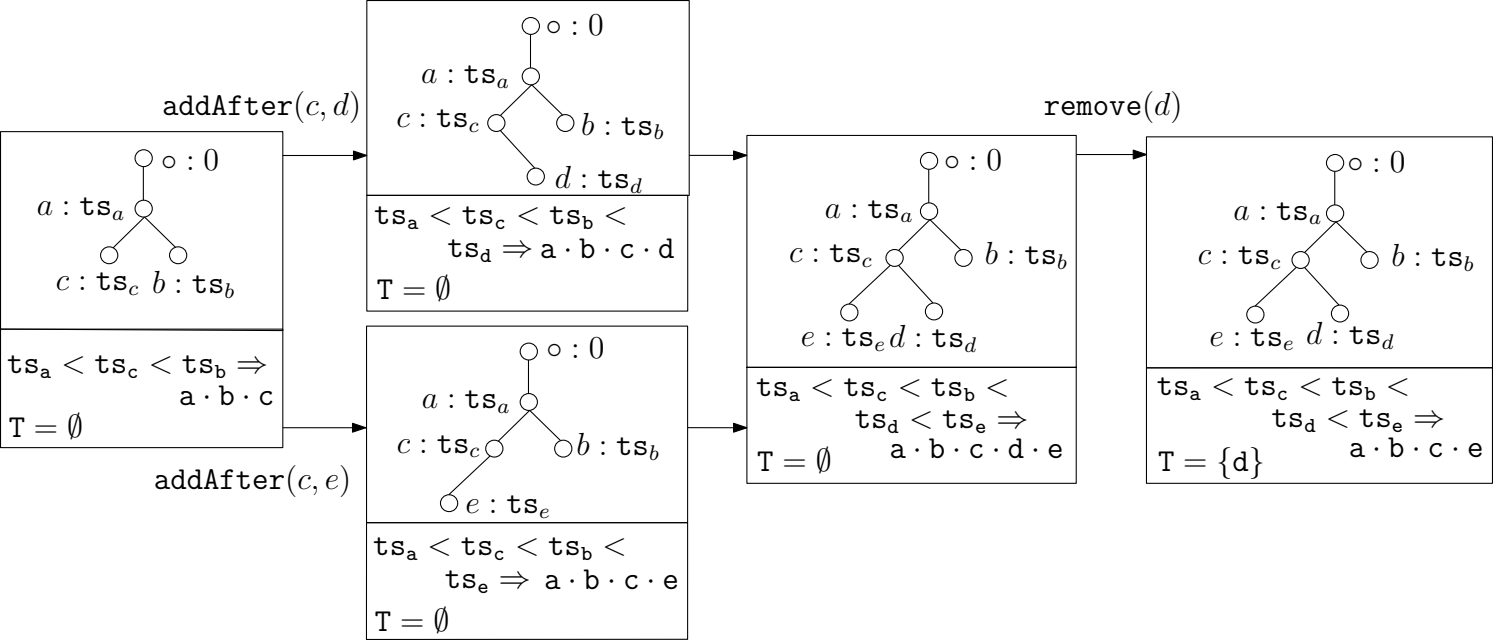 addAfter(c, d)
∘ : 0
a : ts_a
c : ts_c b : ts_b
ts_a < ts_c < ts_b ⇒
a · b · c
T = ∅
addAfter(c, e)
∘ : 0
a : ts_a
c : ts_c b : ts_b
d : ts_d
ts_a < ts_c < ts_b <
ts_d ⇒ a · b · c · d
T = ∅
∘ : 0
a : ts_a
c : ts_c b : ts_b
e : ts_e
ts_a < ts_c < ts_b <
ts_e ⇒ a · b · c · e
T = ∅
∘ : 0
a : ts_a
c : ts_c b : ts_b
e : ts_e d : ts_d
ts_a < ts_c < ts_b <
ts_d < ts_e ⇒
a · b · c · d · e
T = ∅
remove(d)
∘ : 0
a : ts_a
c : ts_c b : ts_b
e : ts_e d : ts_d
ts_a < ts_c < ts_b <
ts_d < ts_e ⇒
a · b · c · e
T = {d}